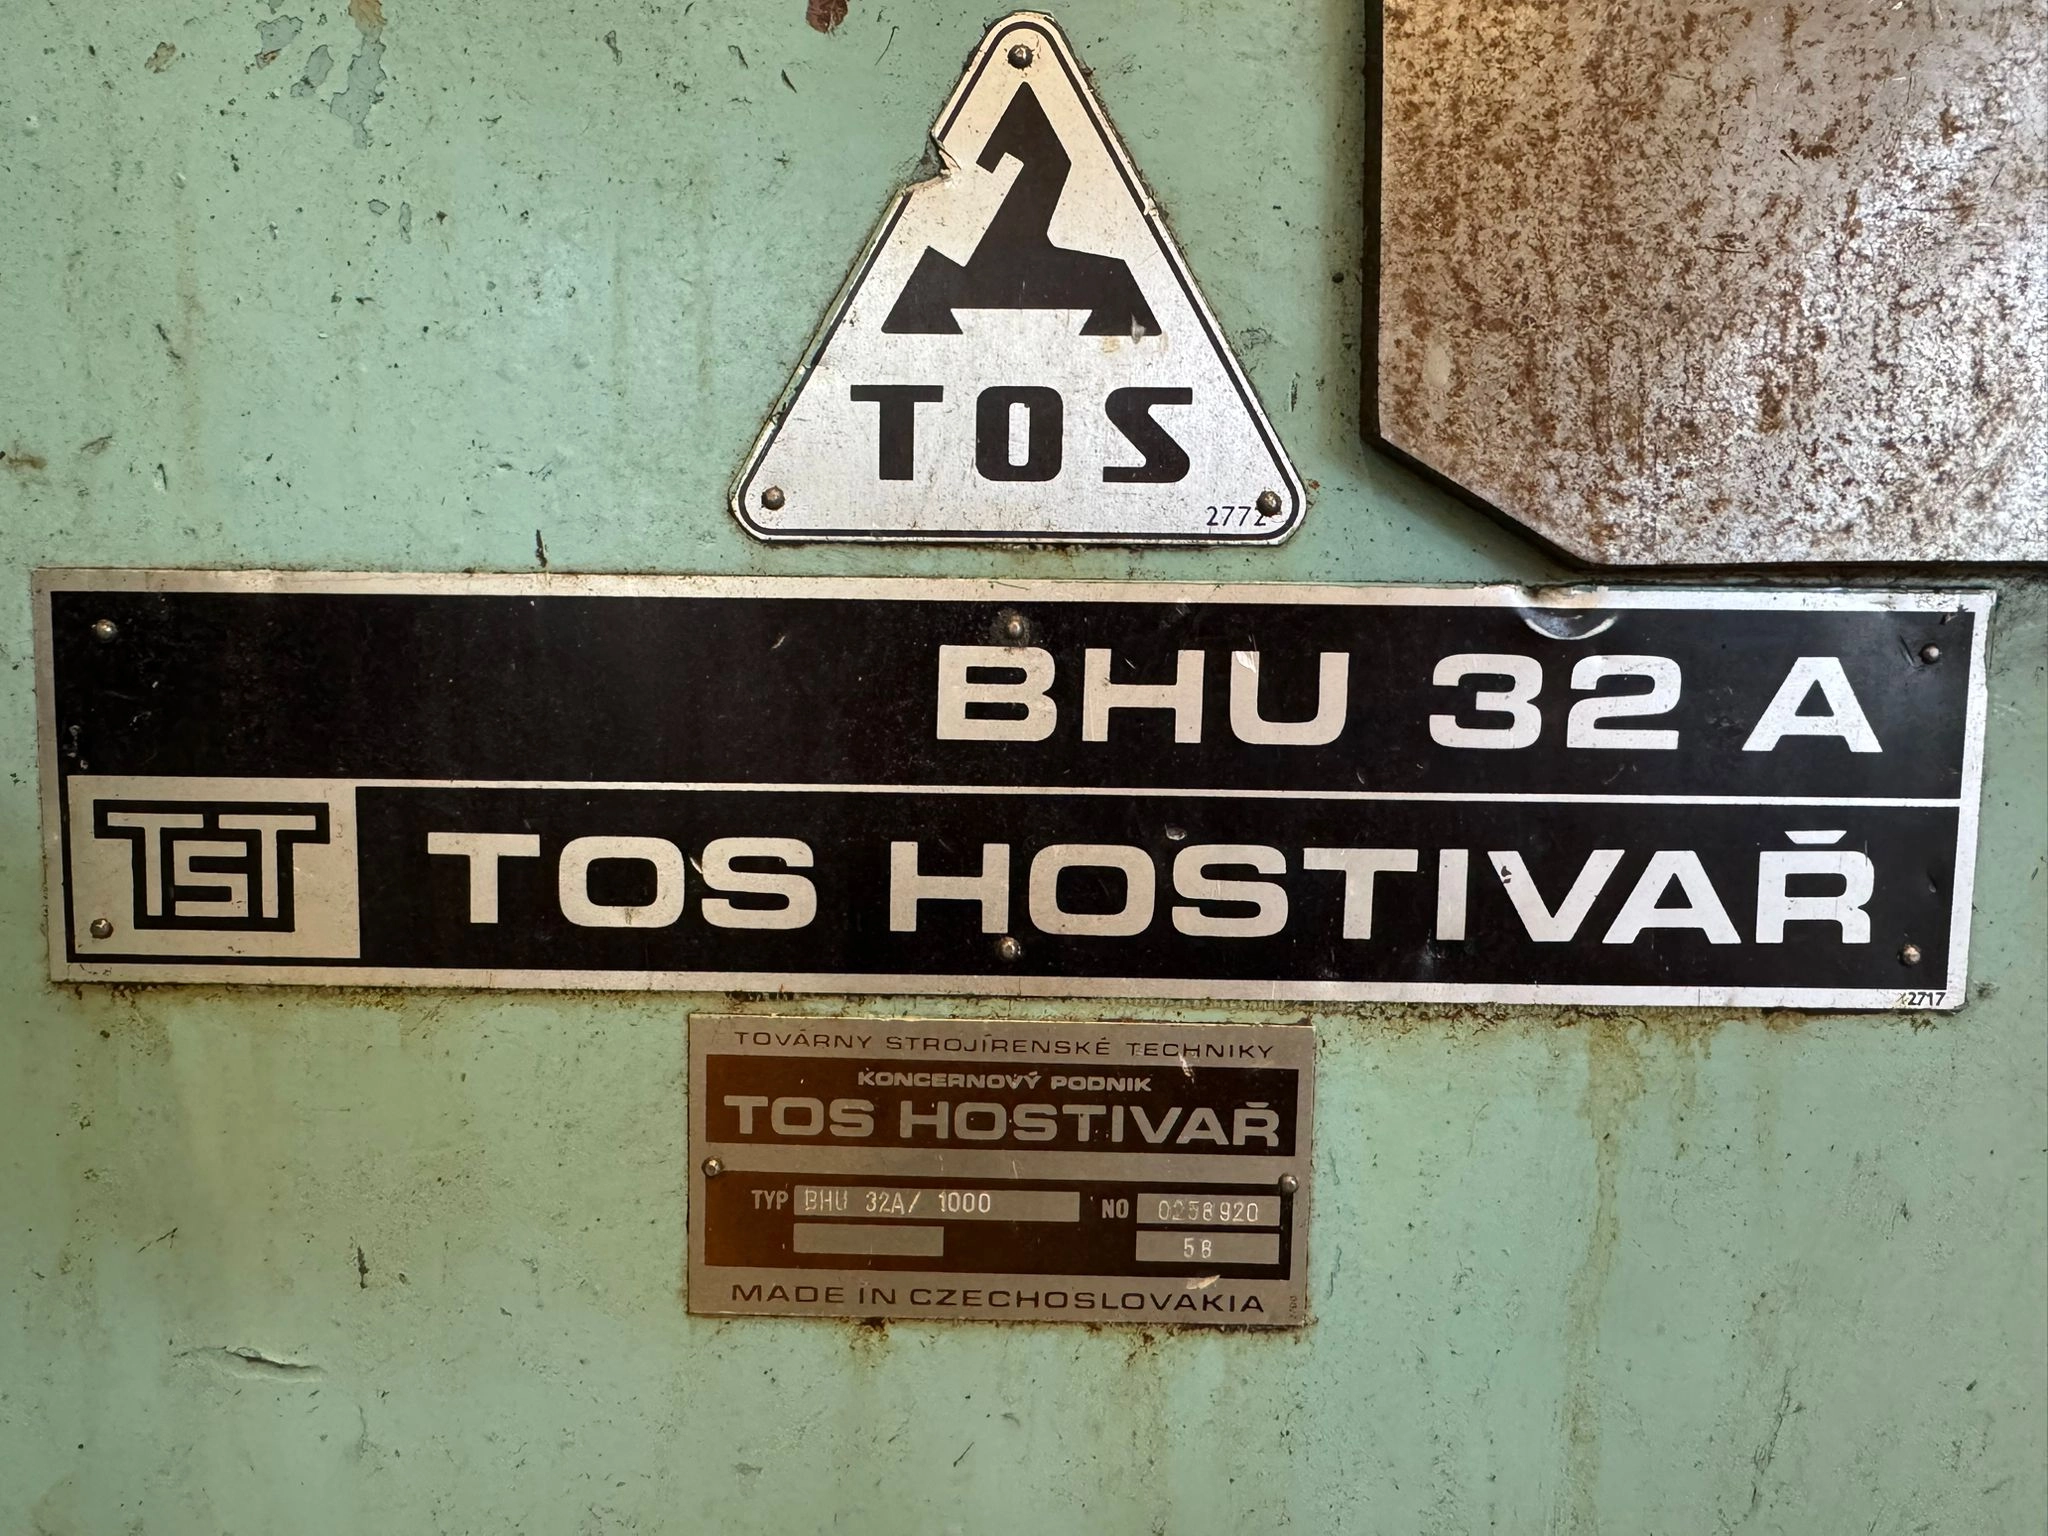 TOS
2772
BHU 32 A
TST TOS HOSTIVAŘ
2717
TOVÁRNY STROJÍRENSKÉ TECHNIKY
KONCERNOVÝ PODNIK
TOS HOSTIVAŘ
TYP BHU 32A/ 1000 NO 0258920
58
MADE IN CZECHOSLOVAKIA